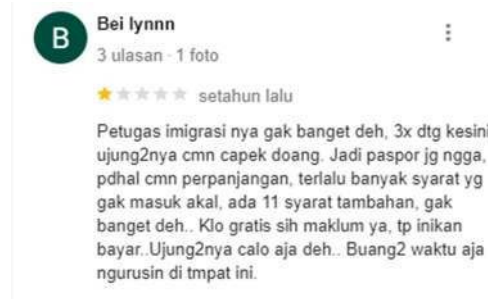 B
Bei lynnn
3 ulasan · 1 foto
setahun lalu
Petugas imigrasi nya gak banget deh, 3x dtg kesini
ujung2nya cmn capek doang. Jadi paspor jg ngga,
pdhal cmn perpanjangan, terlalu banyak syarat yg
gak masuk akal, ada 11 syarat tambahan, gak
banget deh.. Klo gratis sih maklum ya, tp inikan
bayar..Ujung2nya calo aja deh.. Buang2 waktu aja
ngurusin di tmpat ini.